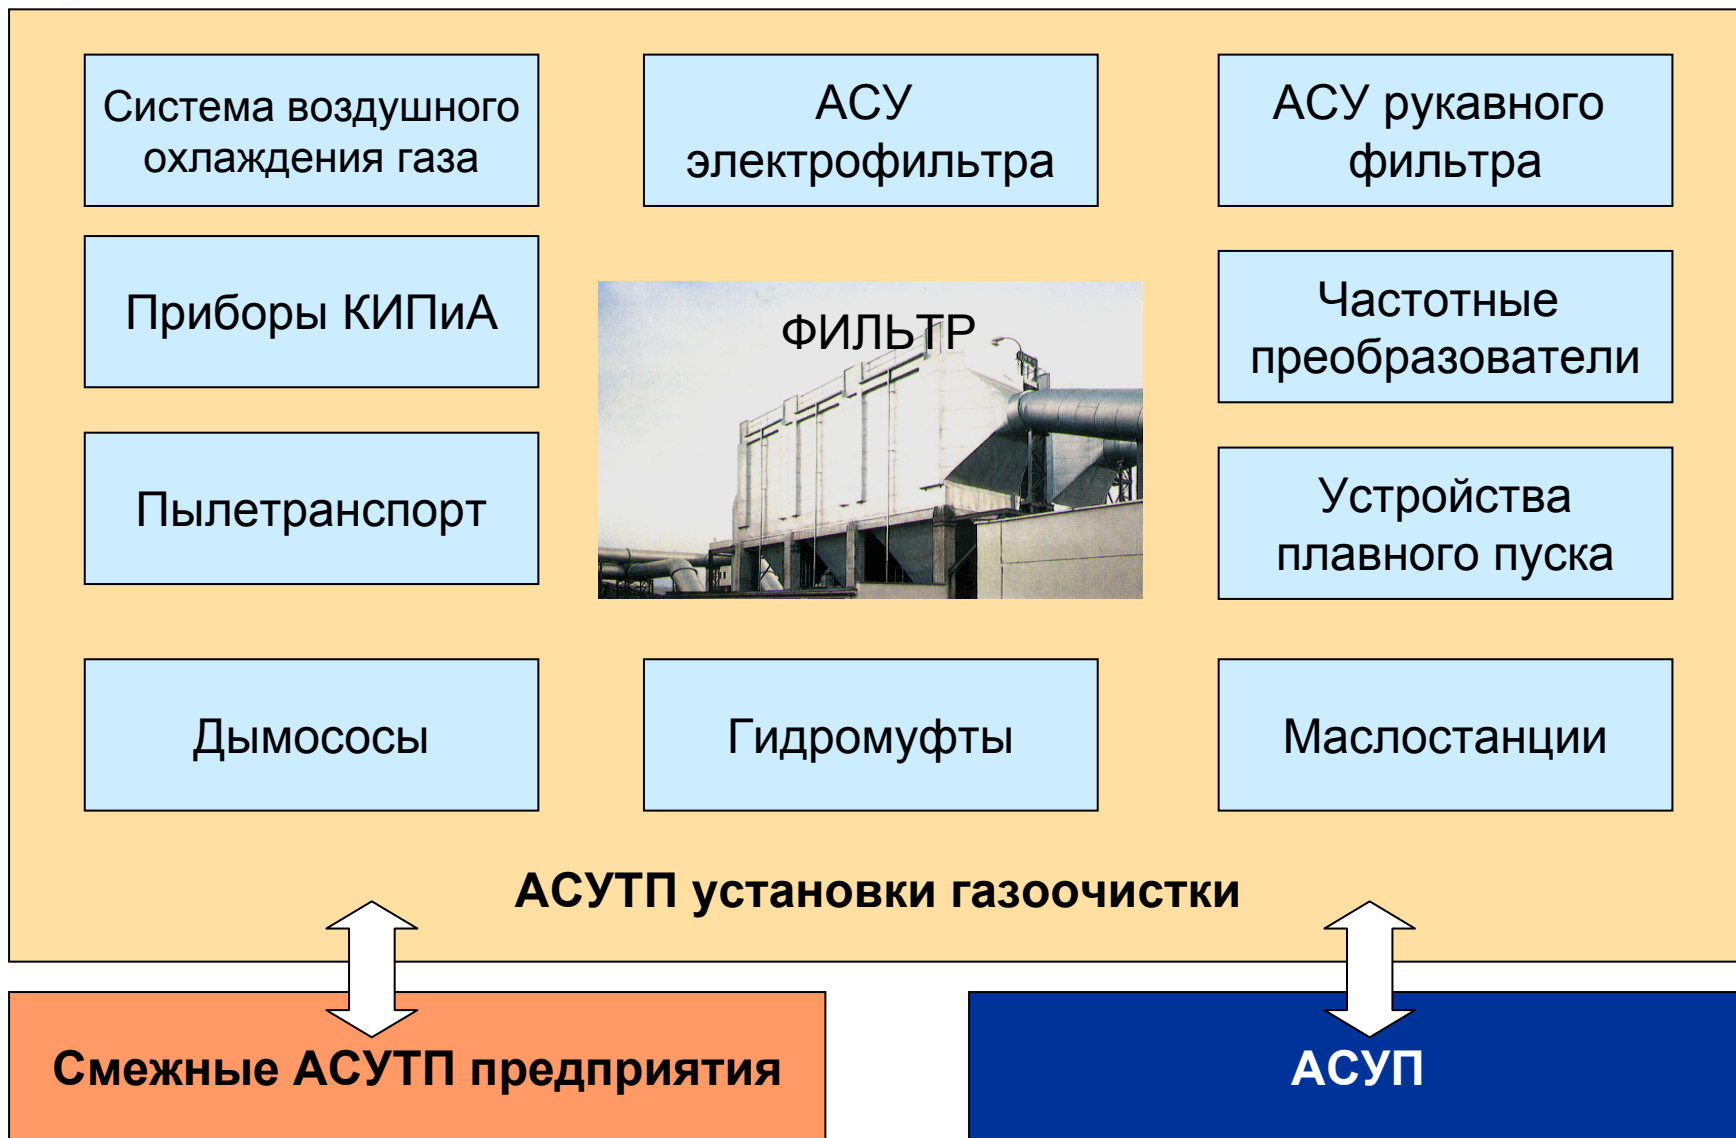 Система воздушного
охлаждения газа
АСУ
электрофильтра
АСУ рукавного
фильтра
Приборы КИПиА
ФИЛЬТР
Частотные
преобразователи
Пылетранспорт
Устройства
плавного пуска
Дымососы
Гидромуфты
Маслостанции
АСУТП установки газоочистки
Смежные АСУТП предприятия
АСУП